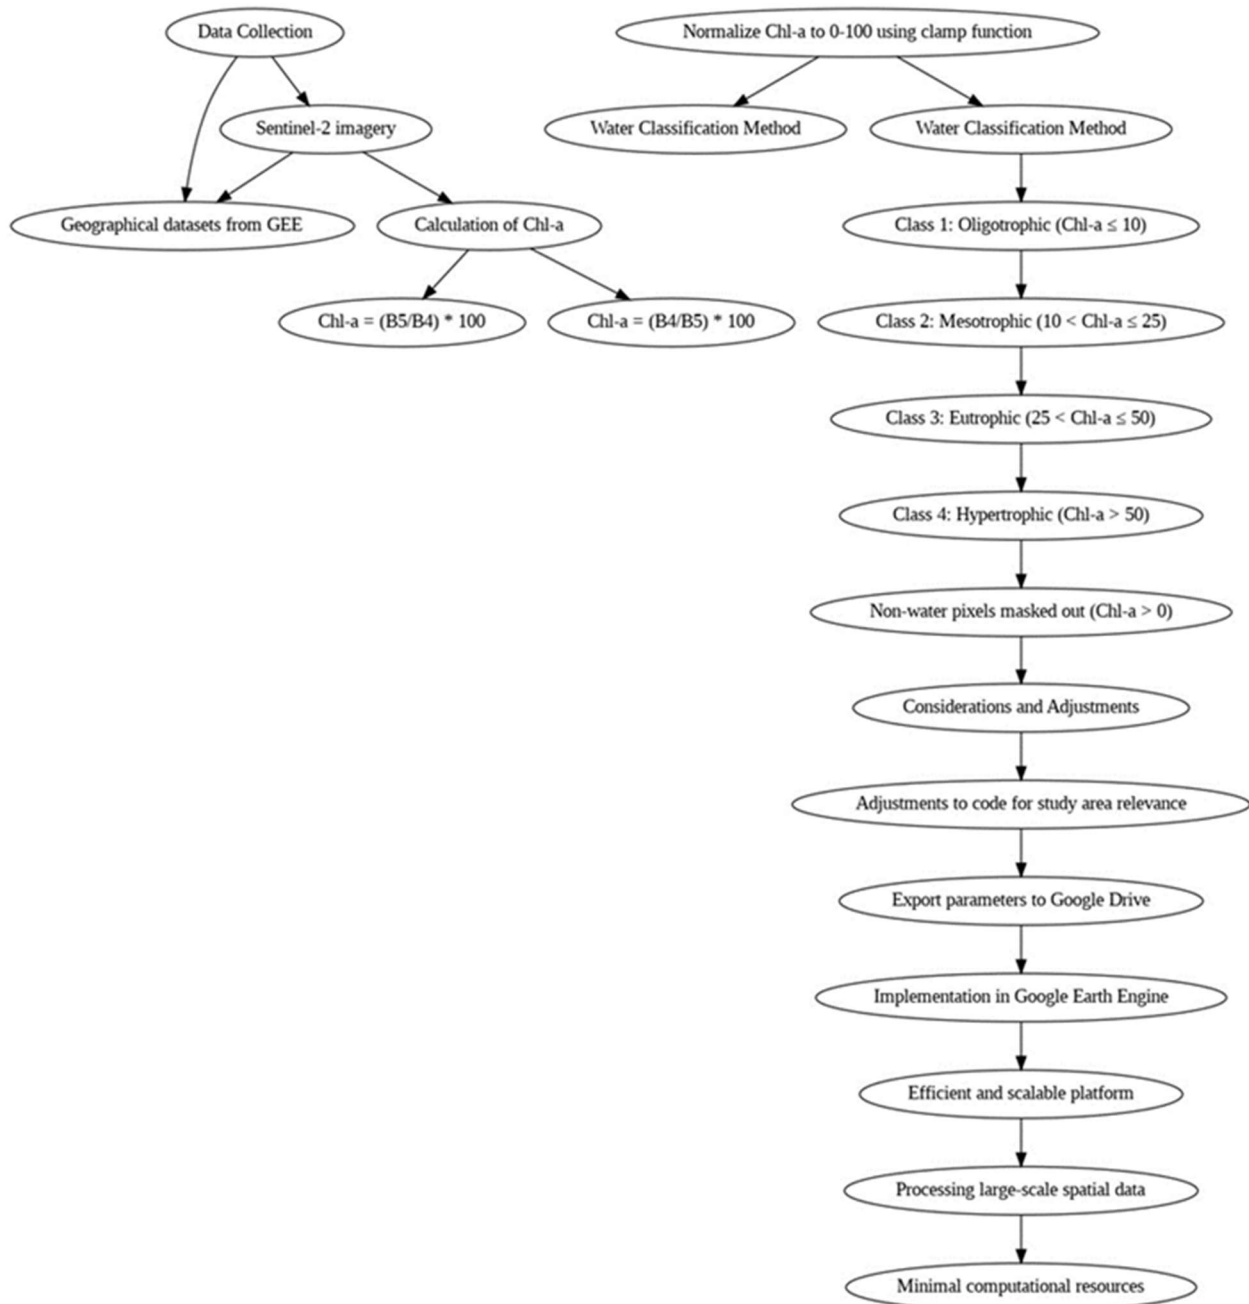 Data Collection
Normalize Chl-a to 0-100 using clamp function
Sentinel-2 imagery
Water Classification Method
Water Classification Method
Geographical datasets from GEE
Calculation of Chl-a
Class 1: Oligotrophic (Chl-a ≤ 10)
Chl-a = (B5/B4) * 100
Chl-a = (B4/B5) * 100
Class 2: Mesotrophic (10 < Chl-a ≤ 25)
Class 3: Eutrophic (25 < Chl-a ≤ 50)
Class 4: Hypertrophic (Chl-a > 50)
Non-water pixels masked out (Chl-a > 0)
Considerations and Adjustments
Adjustments to code for study area relevance
Export parameters to Google Drive
Implementation in Google Earth Engine
Efficient and scalable platform
Processing large-scale spatial data
Minimal computational resources